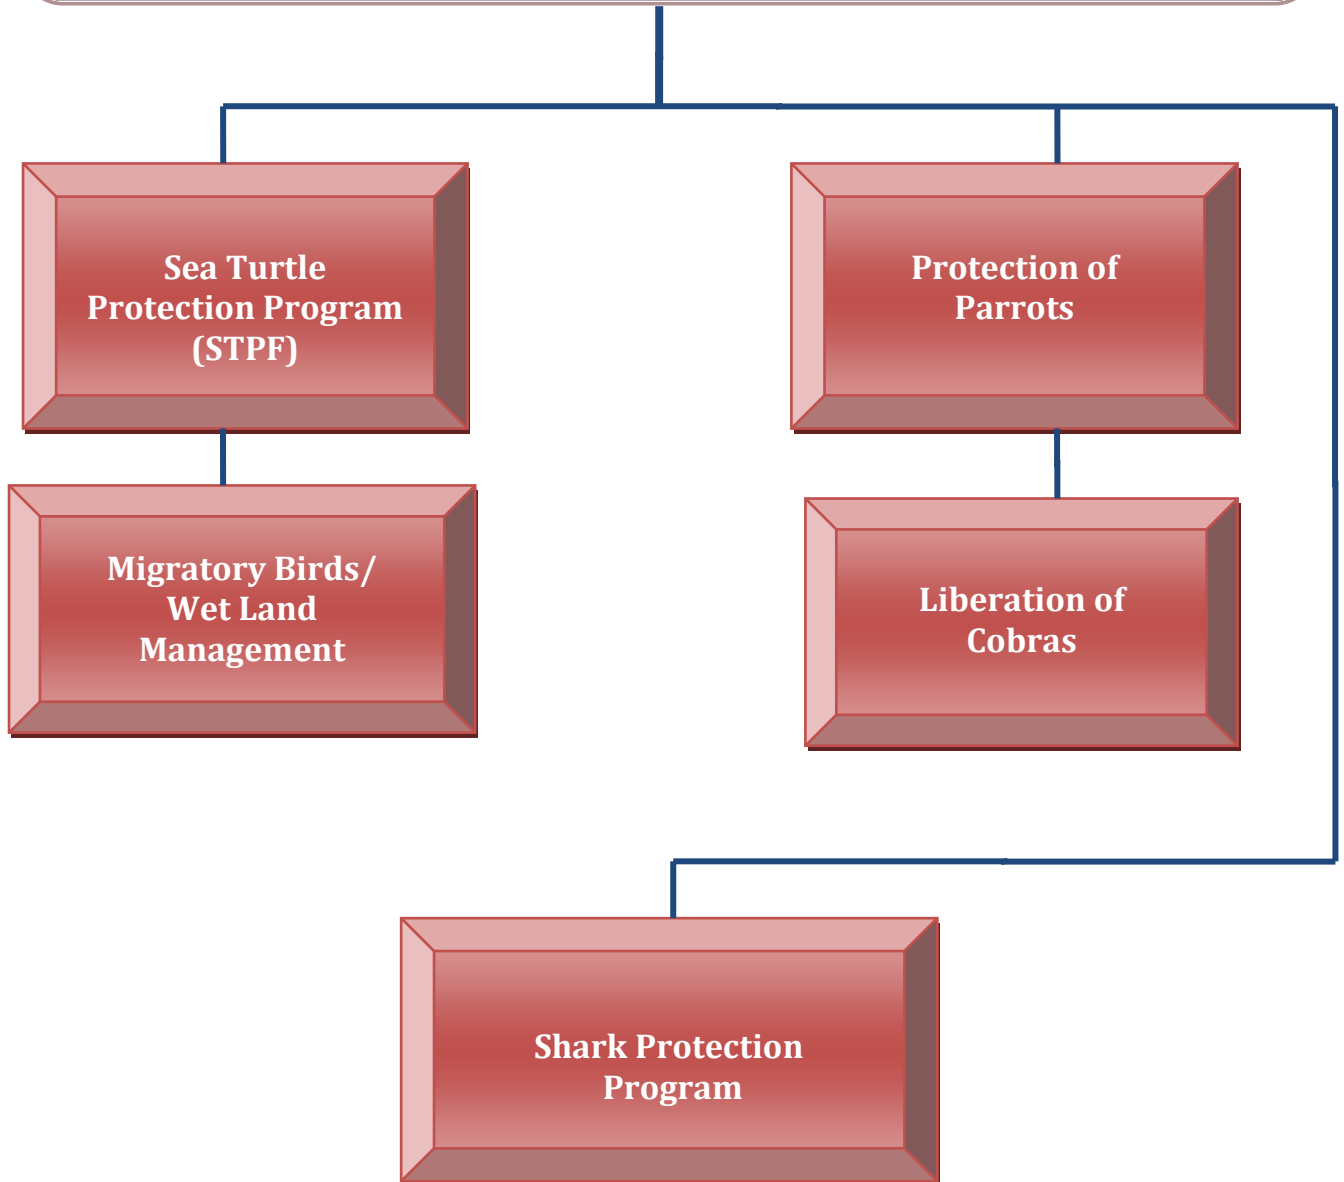 Sea Turtle
Protection Program
(STPF)
Protection of
Parrots
Migratory Birds/
Wet Land
Management
Liberation of
Cobras
Shark Protection
Program